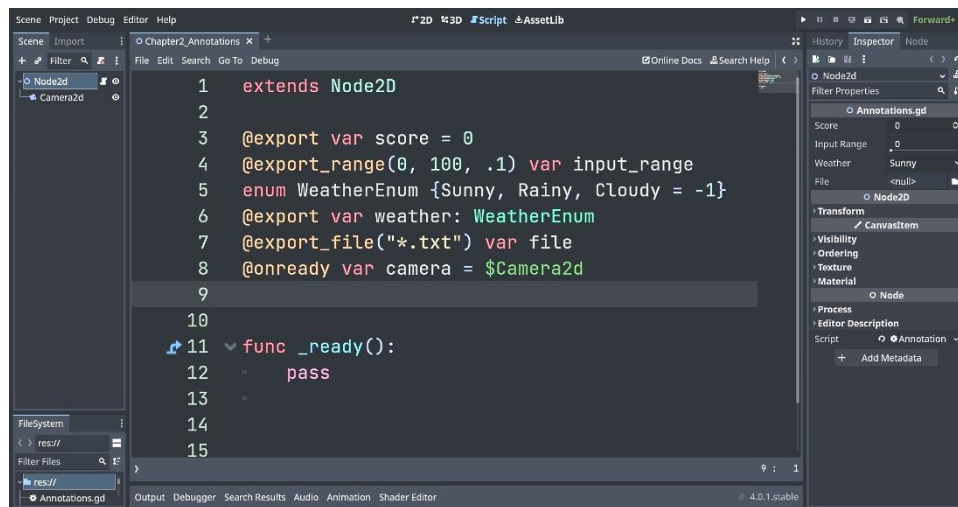 Scene Project Debug Editor Help
2D 3D Script AssetLib
Forward+
Scene Import
Filter
Node2d
Camera2d
Chapter2_Annotations × +
File Edit Search Go To Debug
Online Docs Search Help
1 extends Node2D
2
3 @export var score = 0
4 @export_range(0, 100, .1) var input_range
5 enum WeatherEnum {Sunny, Rainy, Cloudy = -1}
6 @export var weather: WeatherEnum
7 @export_file("*.txt") var file
8 @onready var camera = $Camera2d
9
10
11 func _ready():
12 pass
13
14
15
9 : 1
Output Debugger Search Results Audio Animation Shader Editor
4.0.1.stable
FileSystem
res://
Filter Files
res://
Annotations.gd
History Inspector Node
Node2d
Filter Properties
Annotations.gd
Score 0
Input Range 0
Weather Sunny
File <null>
Node2D
Transform
CanvasItem
Visibility
Ordering
Texture
Material
Node
Process
Editor Description
Script Annotation
+ Add Metadata